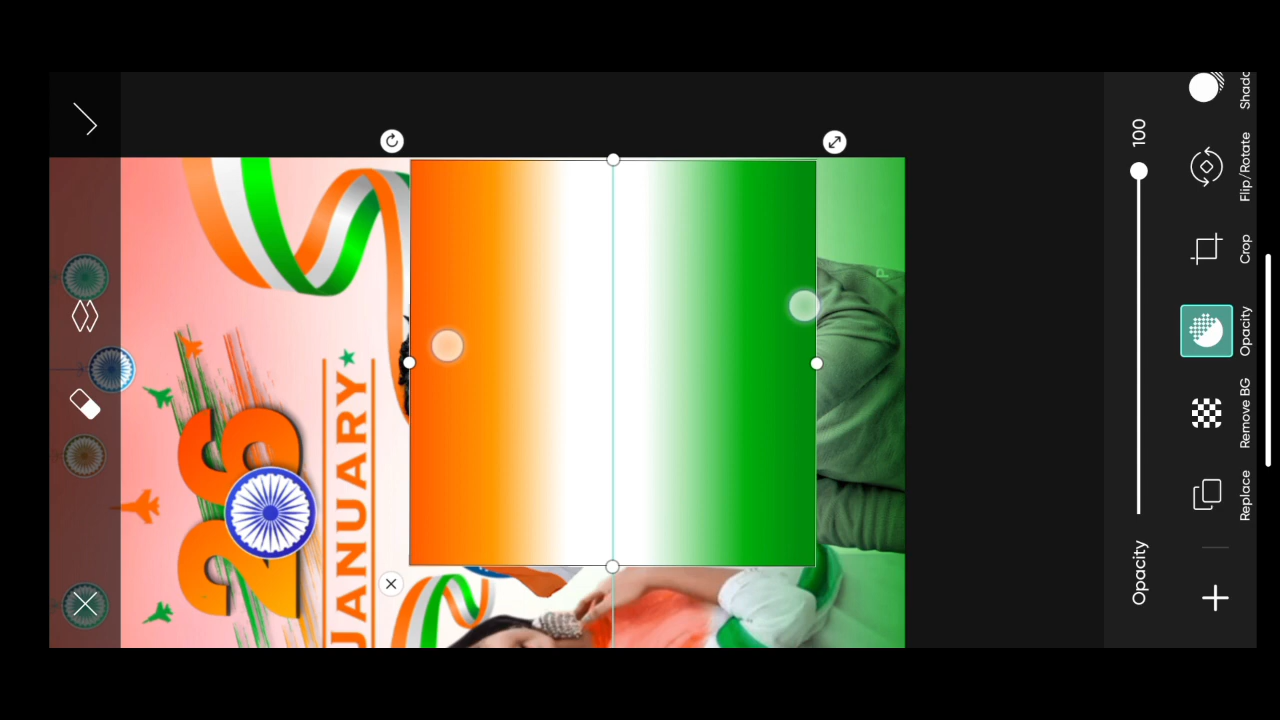 26
JANUARY
P
100
Opacity
Shado
Flip/Rotate
Crop
Opacity
Remove BG
Replace